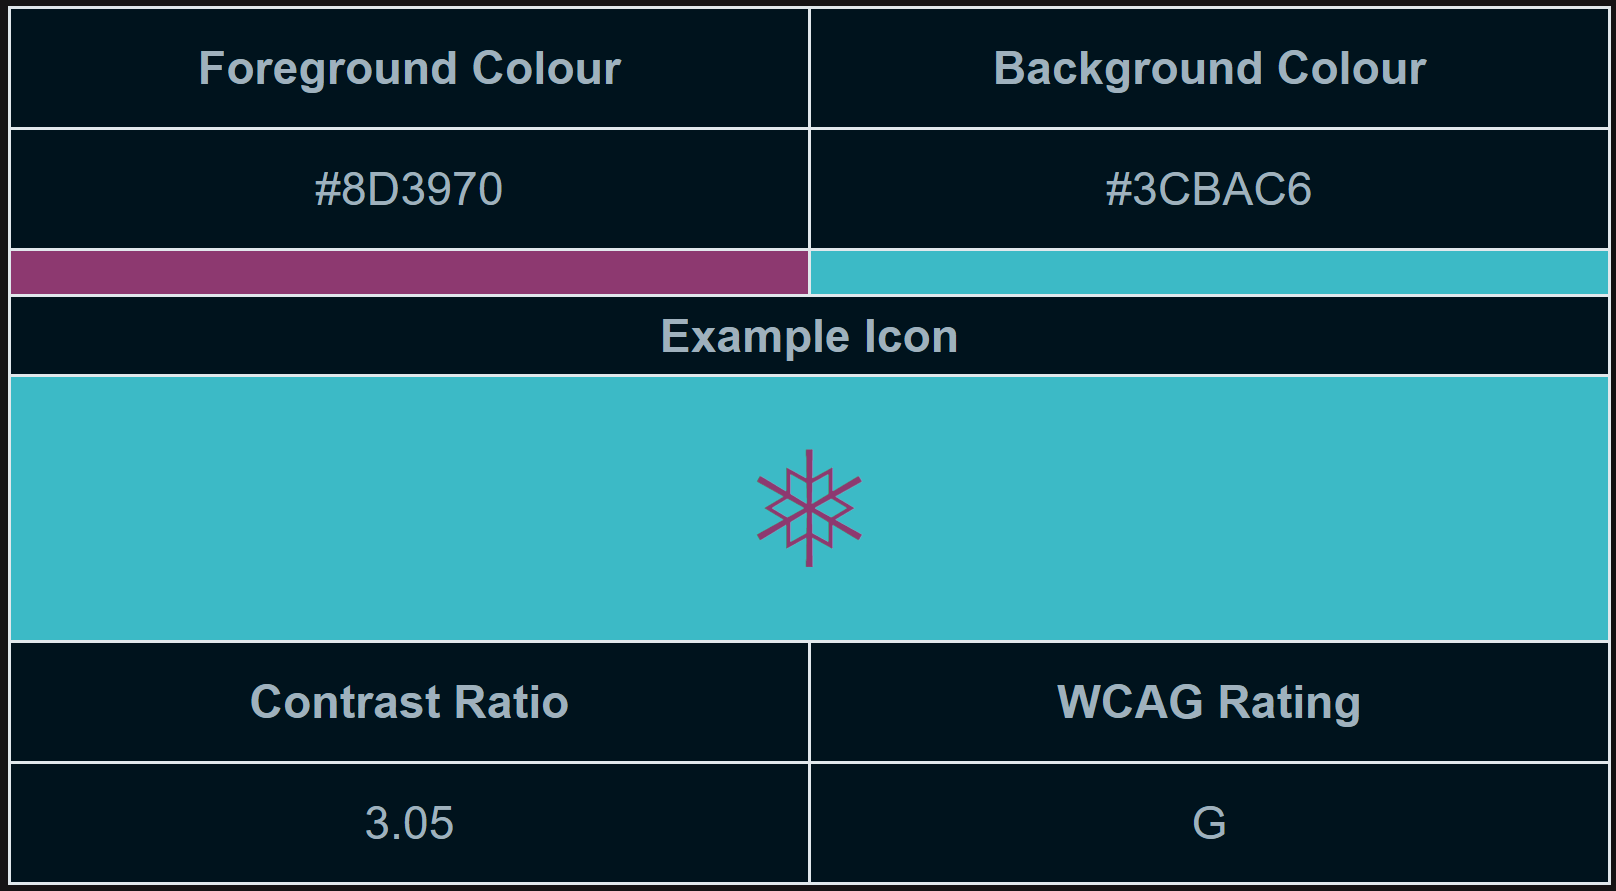 Foreground Colour
Background Colour
#8D3970
#3CBAC6
Example Icon
Contrast Ratio
WCAG Rating
3.05
G